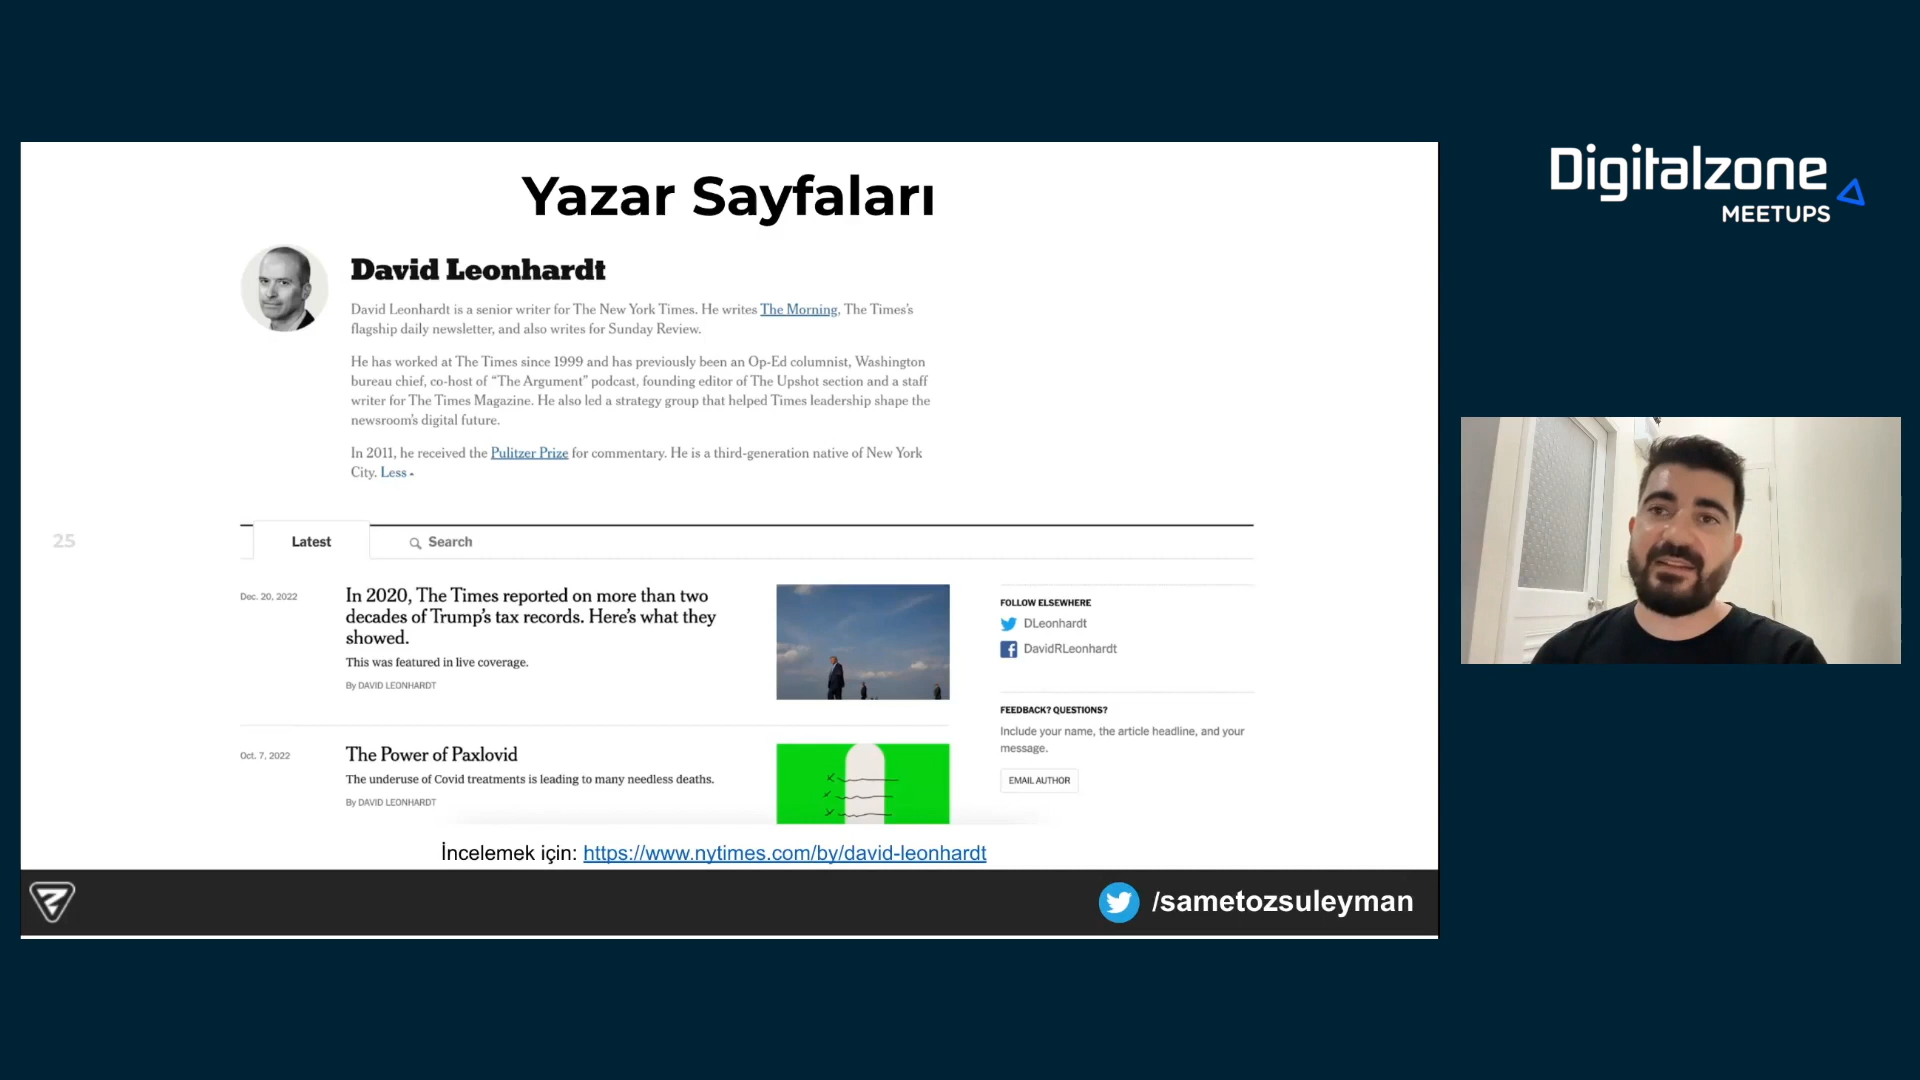 Yazar Sayfaları
David Leonhardt
David Leonhardt is a senior writer for The New York Times. He writes The Morning, The Times's
flagship daily newsletter, and also writes for Sunday Review.
He has worked at The Times since 1999 and has previously been an Op-Ed columnist, Washington
bureau chief, co-host of “The Argument” podcast, founding editor of The Upshot section and a staff
writer for The Times Magazine. He also led a strategy group that helped Times leadership shape the
newsroom's digital future.
In 2011, he received the Pulitzer Prize for commentary. He is a third-generation native of New York
City. Less
25
Latest
Search
Dec. 20, 2022
In 2020, The Times reported on more than two
decades of Trump's tax records. Here's what they
showed.
This was featured in live coverage.
By DAVID LEONHARDT
Oct. 7, 2022
The Power of Paxlovid
The underuse of Covid treatments is leading to many needless deaths.
By DAVID LEONHARDT
FOLLOW ELSEWHERE
DLeonhardt
DavidRLeonhardt
FEEDBACK? QUESTIONS?
Include your name, the article headline, and your
message.
EMAIL AUTHOR
İncelemek için: https://www.nytimes.com/by/david-leonhardt
/sametozsuleyman
Digitalzone
MEETUPS